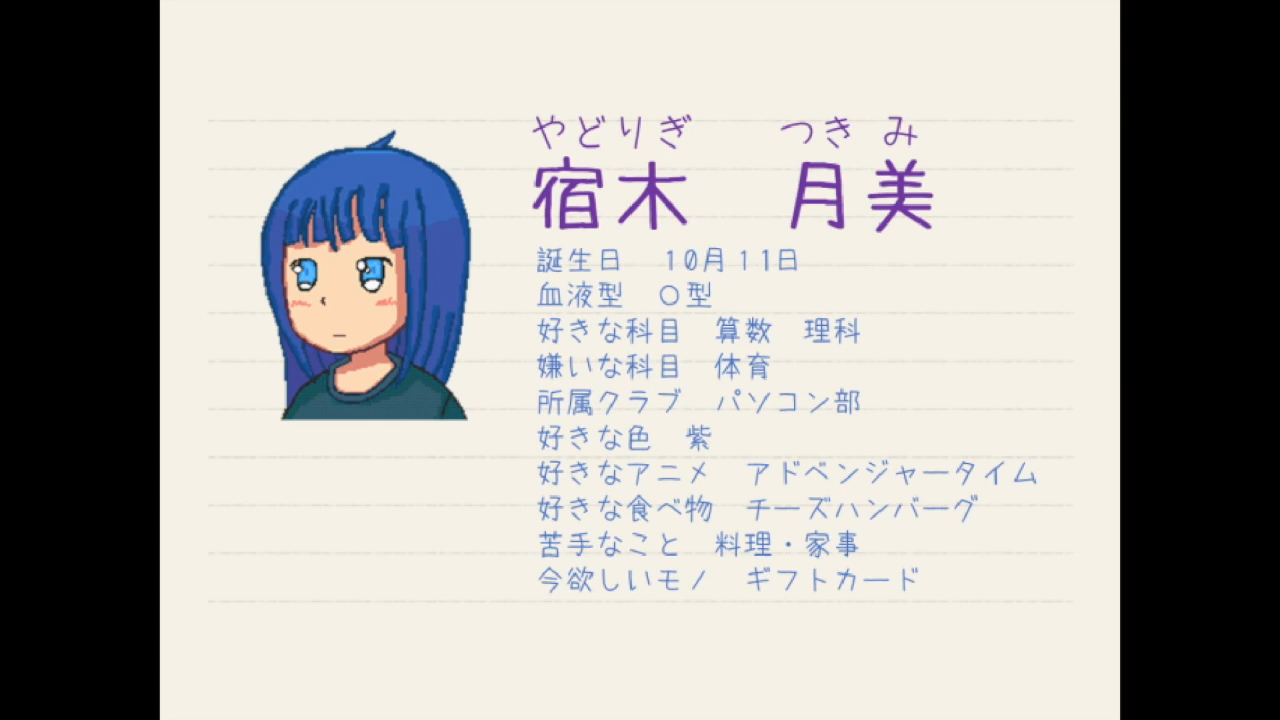 やどりぎ　つきみ
宿木　月美
誕生日　10月11日
血液型　O型
好きな科目　算数　理科
嫌いな科目　体育
所属クラブ　パソコン部
好きな色　紫
好きなアニメ　アドベンジャータイム
好きな食べ物　チーズハンバーグ
苦手なこと　料理・家事
今欲しいモノ　ギフトカード